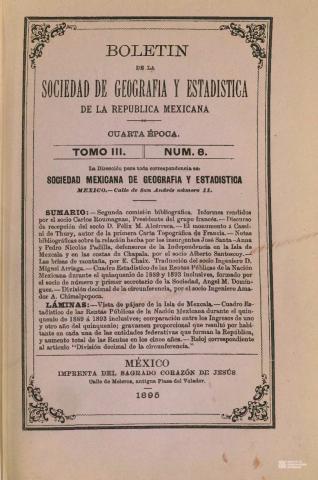 BOLETIN
DE LA
SOCIEDAD DE GEOGRAFIA Y ESTADISTICA
DE LA REPUBLICA MEXICANA
CUARTA ÉPOCA.
TOMO III. NUM. 6.
La Dirección para toda correspondencia es:
SOCIEDAD MEXICANA DE GEOGRAFIA Y ESTADISTICA
MEXICO.—Calle de San Andrés número 11.
SUMARIO:—Segunda comisión bibliográfica. Informes rendidos
por el socio Carlos Roumagnac, Presidente del grupo francés.—Discurso
de recepción del socio D. Félix M. Alcérreca.—El monumento a Cassi-
ni de Thury, autor de la primera Carta Topográfica de Francia.—Notas
bibliográficas sobre la relación hecha por los insurgentes José Santa-Anna
y Pedro Nicolás Padilla, defensores de la Independencia en la Isla de
Mezcala y en las costas de Chapala, por el socio Alberto Santoscoy.—
Las brisas de montaña, por E. Chaix. Traducción del socio Ingeniero D.
Miguel Arriaga.—Cuadro Estadístico de las Rentas Públicas de la Nación
Mexicana durante el quinquenio de 1889 y 1893 inclusives, formado por
el socio de número y primer secretario de la Sociedad, Angel M. Domín-
guez.—División decimal de la circunferencia, por el socio Ingeniero Ama-
dor A. Chimalpopoca.
LÁMINAS:—Vista de pájaro de la Isla de Mezcala.—Cuadro Es-
tadístico de las Rentas Públicas de la Nación Mexicana durante el quin-
quenio de 1889 á 1893 inclusives; comparación entre los Ingresos de uno
y otro año del quinquenio; gravamen proporcional que resultó por habi-
tante en cada una de las entidades federativas que forman la República,
y aumento total de las Rentas en los cinco años.—Reloj correspondiente
al artículo "División decimal de la circunferencia."
MÉXICO
IMPRENTA DEL SAGRADO CORAZÓN DE JESÚS
Calle de Meleros, antigua Plaza del Volador.
1895